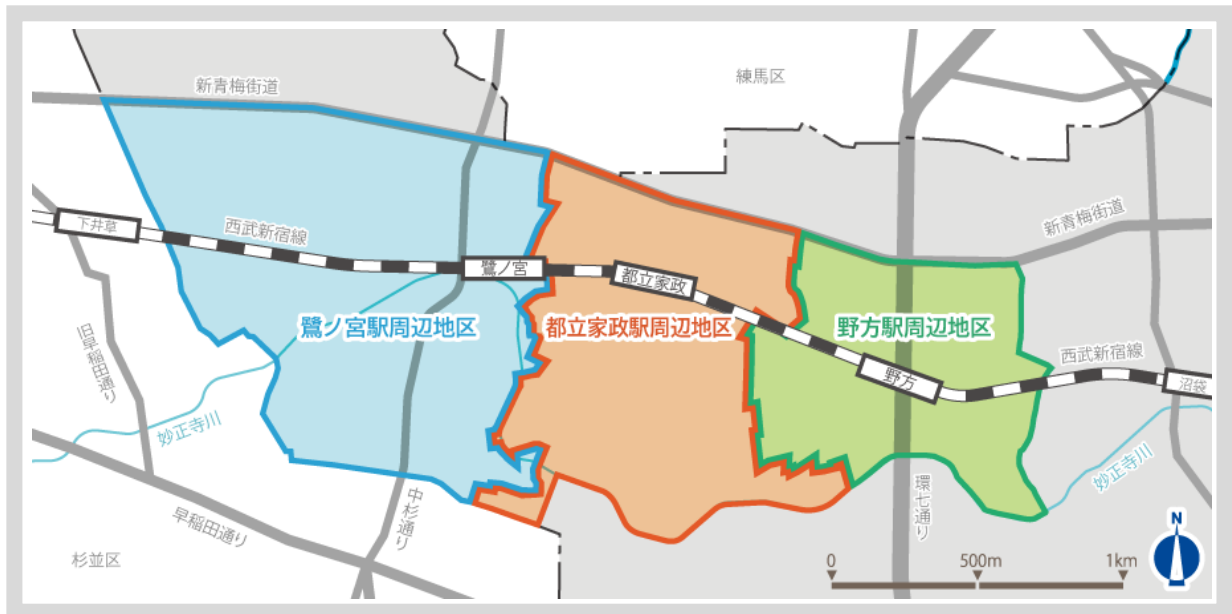 練馬区
新青梅街道
新青梅街道
下井草
西武新宿線
鷺ノ宮
都立家政
鷺ノ宮駅周辺地区
都立家政駅周辺地区
野方駅周辺地区
西武新宿線
野方
沼袋
旧早稲田通り
妙正寺川
妙正寺川
中杉通り
環七通り
早稲田通り
杉並区
N
0
500m
1km